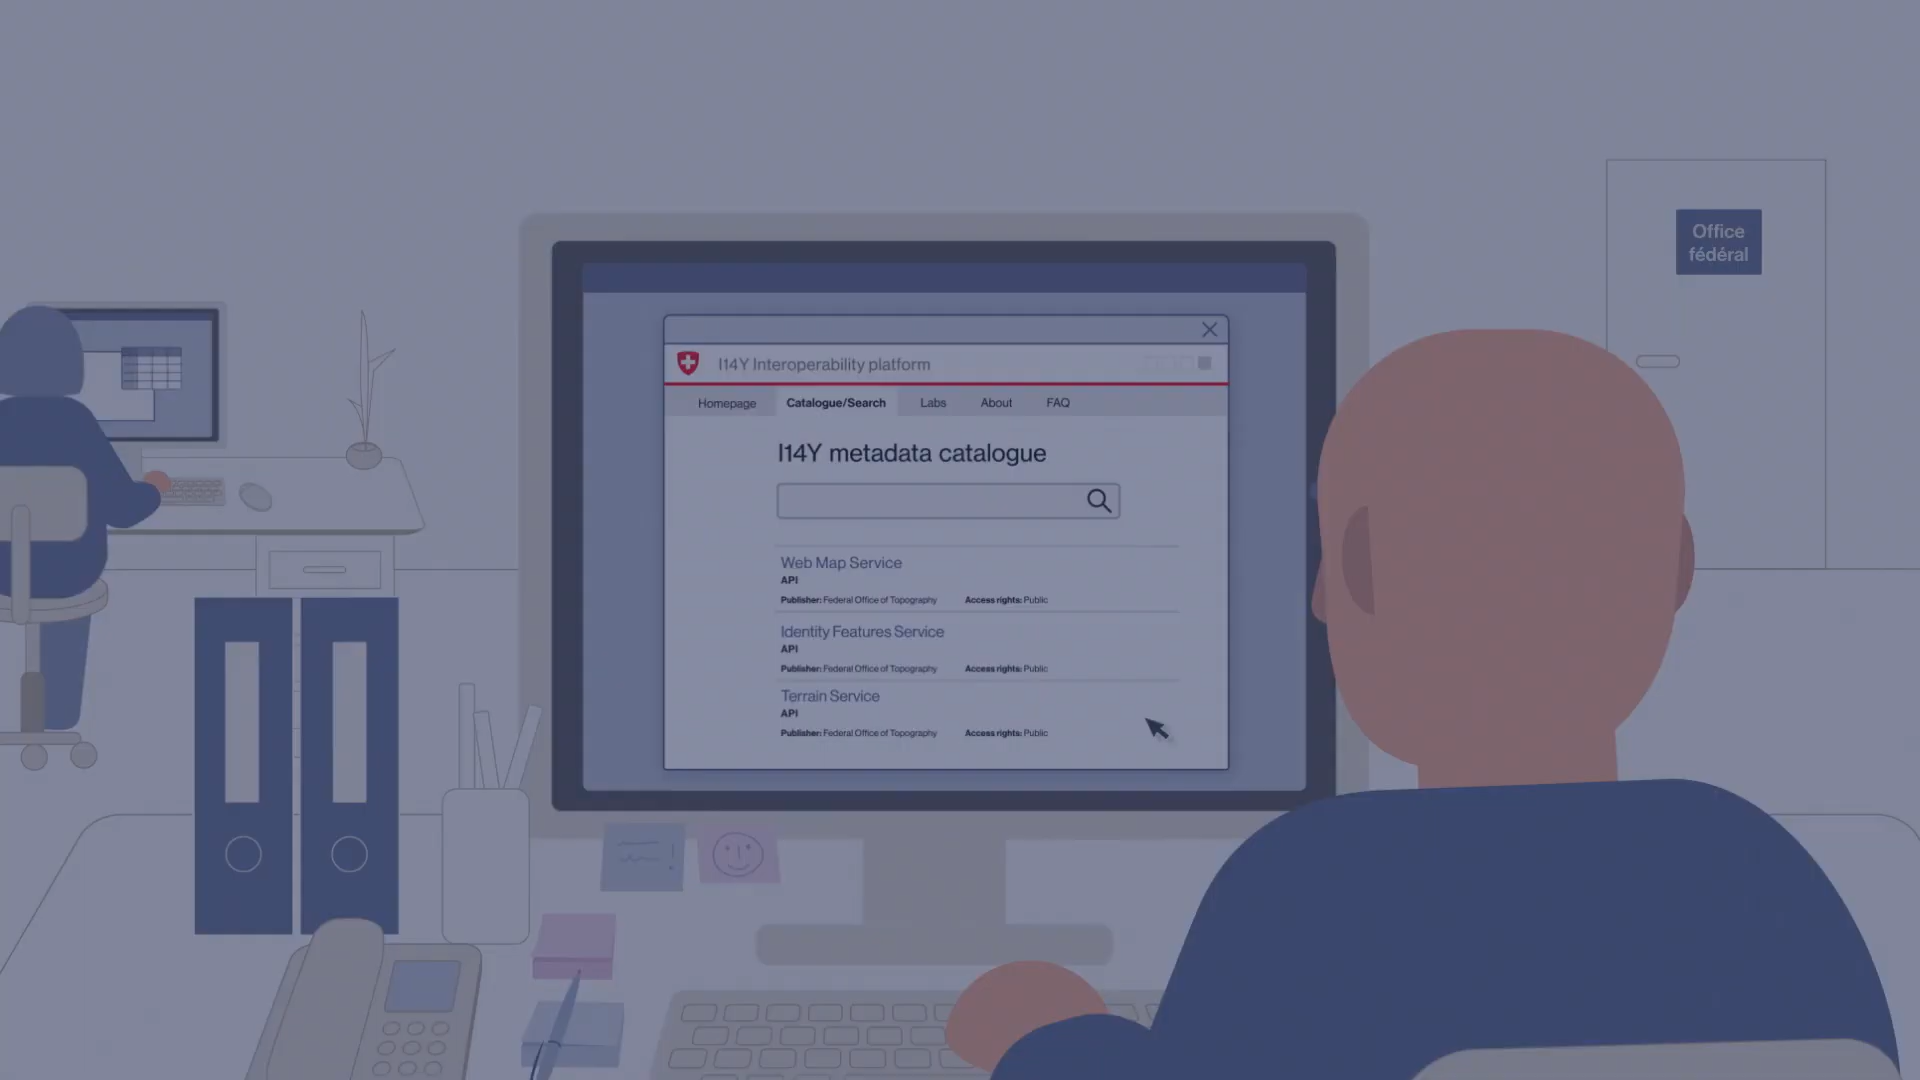 Office
fédéral
I14Y Interoperability platform
Homepage Catalogue/Search Labs About FAQ
I14Y metadata catalogue
Web Map Service
API
Publisher: Federal Office of Topography Access rights: Public
Identity Features Service
API
Publisher: Federal Office of Topography Access rights: Public
Terrain Service
API
Publisher: Federal Office of Topography Access rights: Public